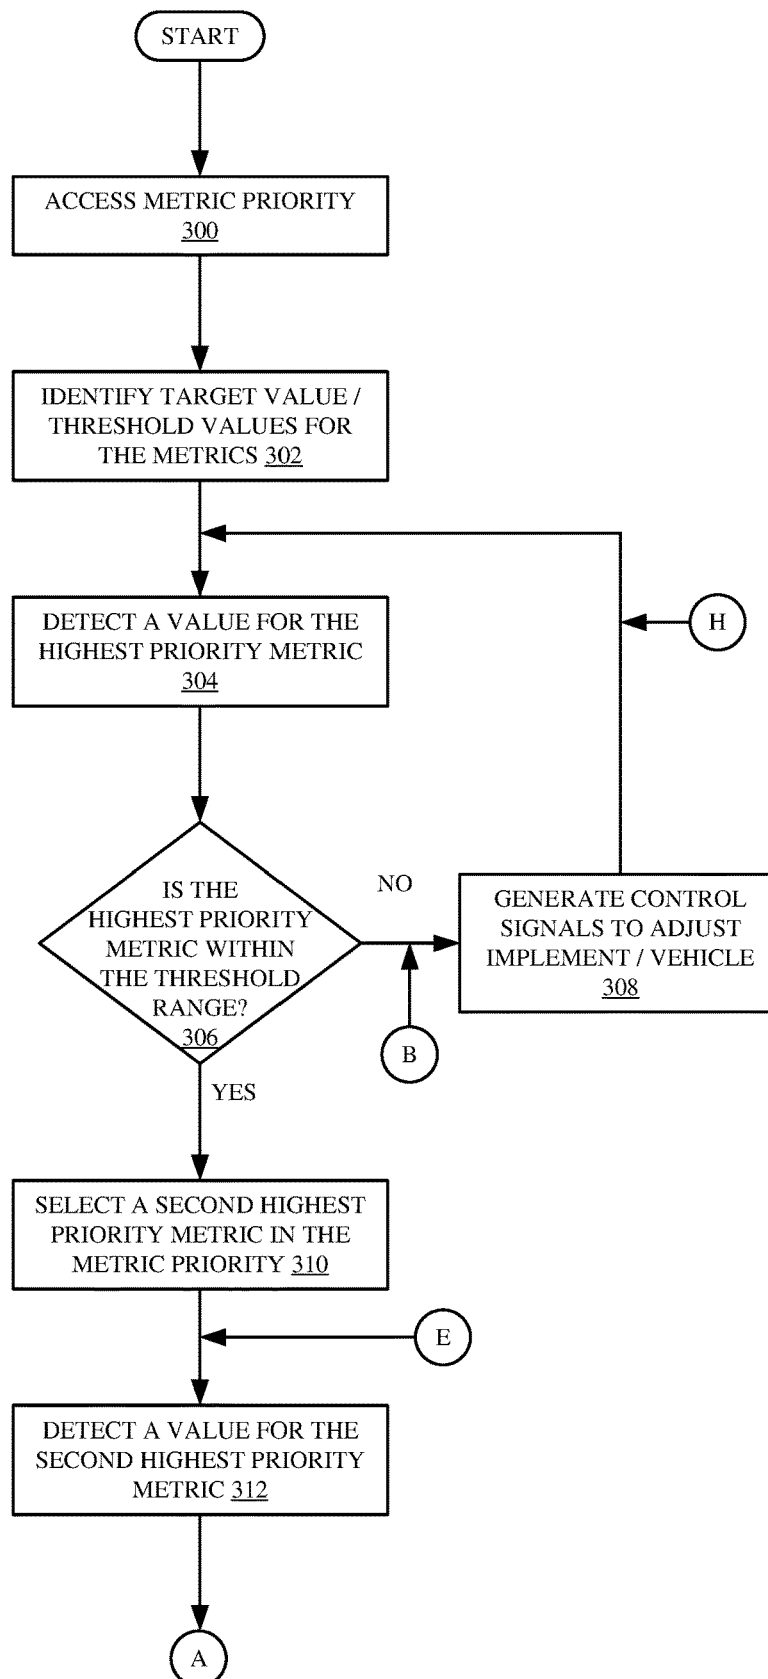 START
ACCESS METRIC PRIORITY
300
IDENTIFY TARGET VALUE /
THRESHOLD VALUES FOR
THE METRICS 302
DETECT A VALUE FOR THE
HIGHEST PRIORITY METRIC
304
H
IS THE
HIGHEST PRIORITY
METRIC WITHIN
THE THRESHOLD
RANGE?
306
NO
GENERATE CONTROL
SIGNALS TO ADJUST
IMPLEMENT / VEHICLE
308
B
YES
SELECT A SECOND HIGHEST
PRIORITY METRIC IN THE
METRIC PRIORITY 310
E
DETECT A VALUE FOR THE
SECOND HIGHEST PRIORITY
METRIC 312
A